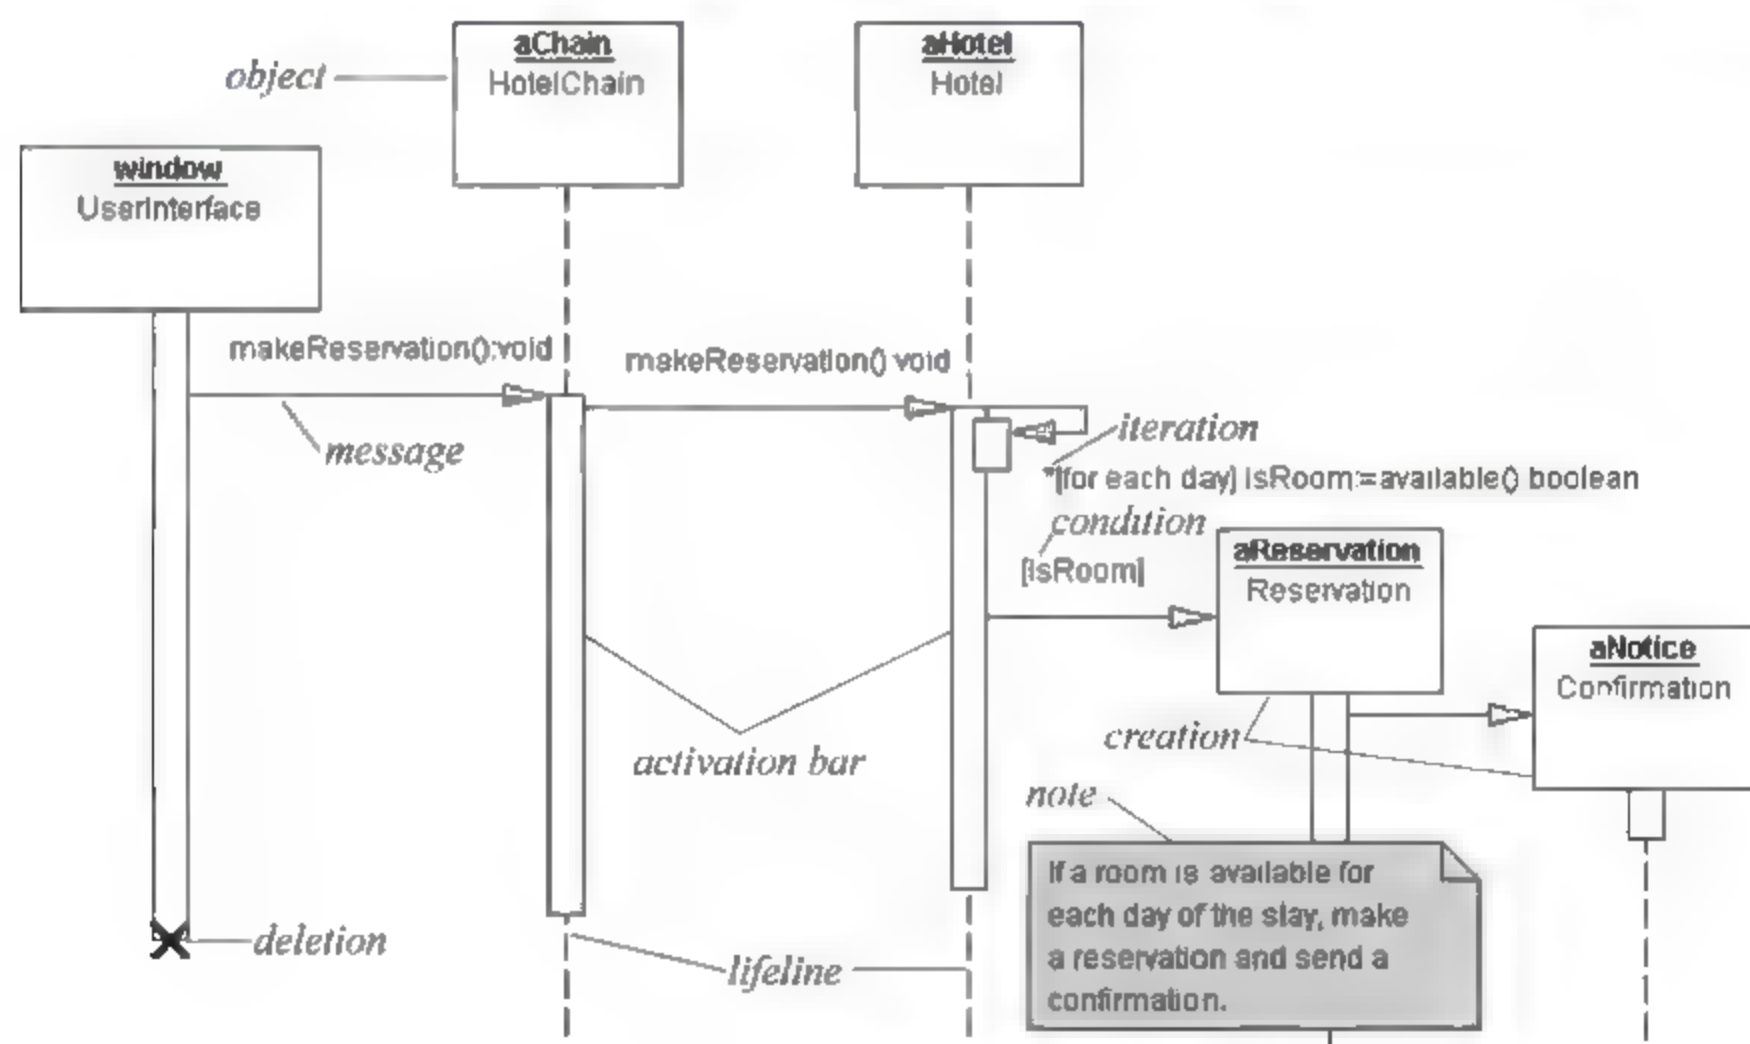 aChain
HotelChain
aHotel
Hotel
object
window
UserInterface
makeReservation():void
makeReservation() void
message
iteration
*[for each day] isRoom:=available() boolean
condition
[isRoom]
aReservation
Reservation
aNotice
Confirmation
creation
activation bar
note
If a room is available for
each day of the stay, make
a reservation and send a
confirmation.
deletion
lifeline